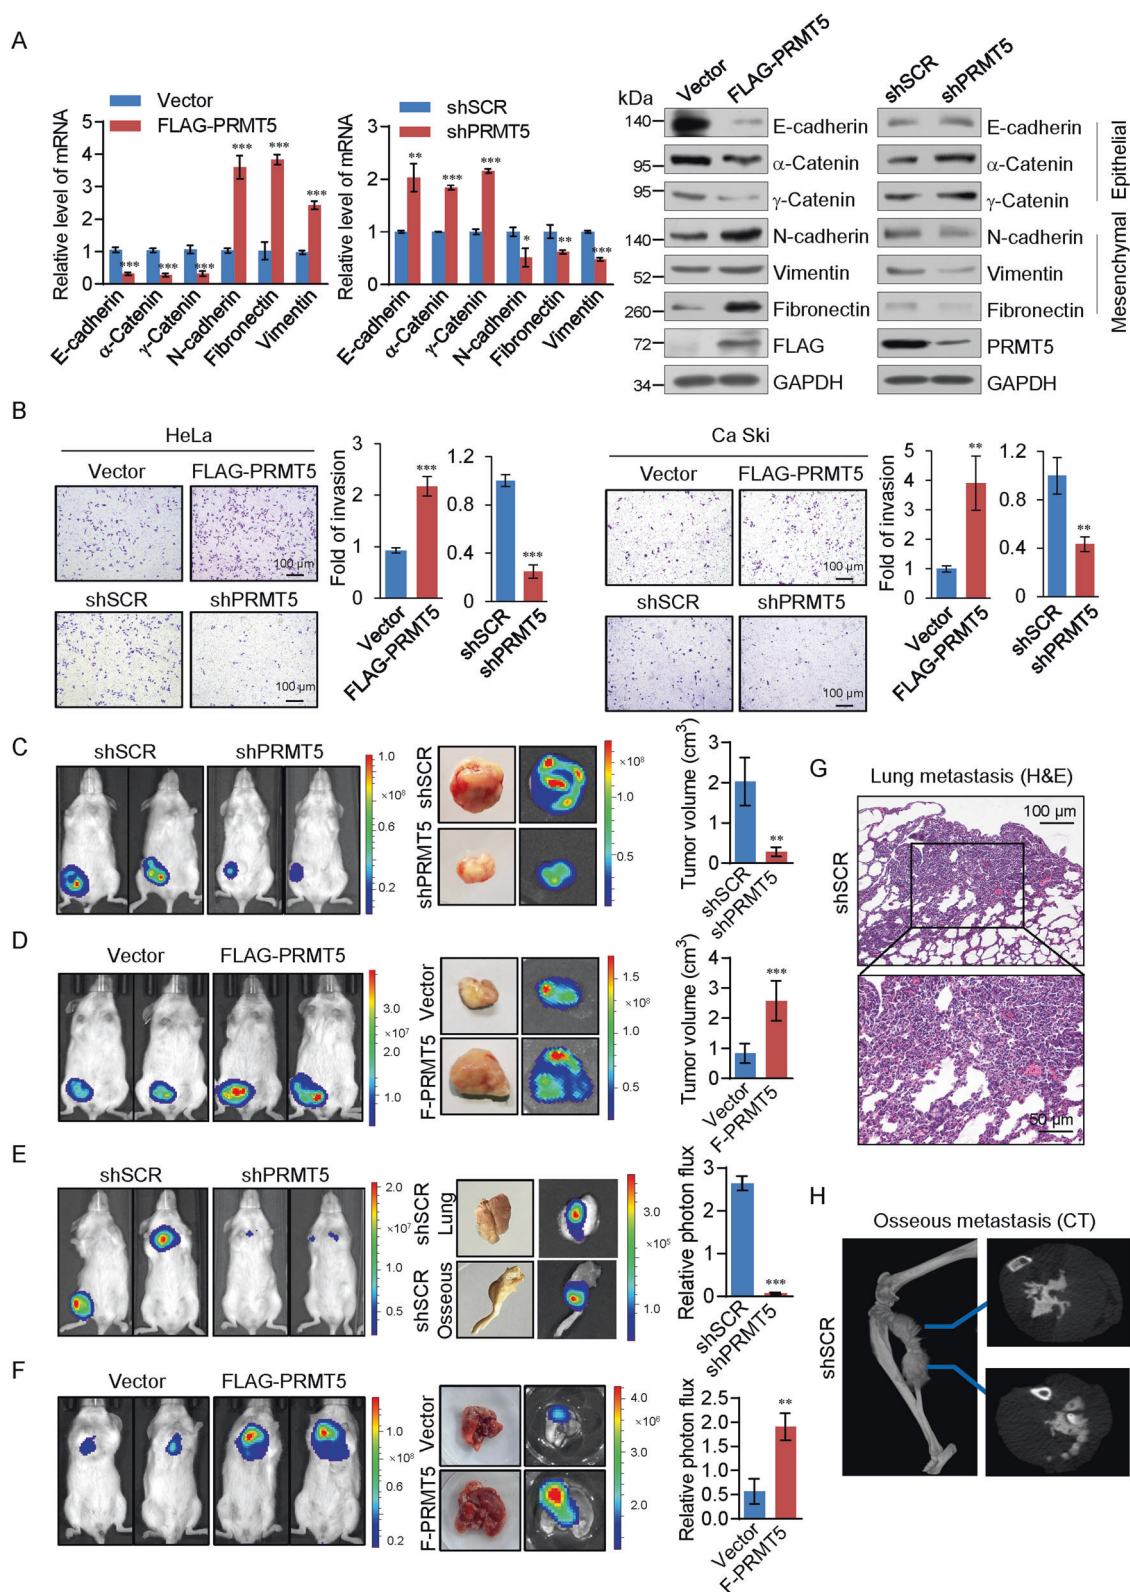 A
Vector
FLAG-PRMT5
Relative level of mRNA
5
4
3
2
1
0
***
***
***
***
***
***
E-cadherin
α-Catenin
γ-Catenin
N-cadherin
Fibronectin
Vimentin
shSCR
shPRMT5
Relative level of mRNA
3
2
1
0
**
***
***
*
**
***
E-cadherin
α-Catenin
γ-Catenin
N-cadherin
Fibronectin
Vimentin
kDa
Vector
FLAG-PRMT5
shSCR
shPRMT5
140
E-cadherin
E-cadherin
95
α-Catenin
α-Catenin
95
γ-Catenin
γ-Catenin
140
N-cadherin
N-cadherin
52
Vimentin
Vimentin
260
Fibronectin
Fibronectin
72
FLAG
PRMT5
34
GAPDH
GAPDH
Epithelial
Mesenchymal
B
HeLa
Vector
FLAG-PRMT5
100 µm
shSCR
shPRMT5
100 µm
Fold of invasion
3
2
1
0
***
Vector
FLAG-PRMT5
1.2
0.8
0.4
0
***
shSCR
shPRMT5
Ca Ski
Vector
FLAG-PRMT5
100 µm
shSCR
shPRMT5
100 µm
Fold of invasion
5
4
3
2
1
0
**
Vector
FLAG-PRMT5
1.2
0.8
0.4
0
**
shSCR
shPRMT5
C
shSCR
shPRMT5
1.0
0.8
×10⁸
0.6
0.4
0.2
shSCR
shPRMT5
×10⁸
1.0
0.5
Tumor volume (cm³)
3
2
1
0
**
shSCR
shPRMT5
D
Vector
FLAG-PRMT5
3.0
×10⁷
2.0
1.0
Vector
F-PRMT5
1.5
×10⁸
1.0
0.5
Tumor volume (cm³)
4
3
2
1
0
***
Vector
F-PRMT5
E
shSCR
shPRMT5
2.0
×10⁷
1.5
1.0
0.5
shSCR
Lung
shSCR
Osseous
3.0
×10⁵
1.0
Relative photon flux
3
2
1
0
***
shSCR
shPRMT5
F
Vector
FLAG-PRMT5
1.0
×10⁸
0.8
0.6
0.4
0.2
Vector
F-PRMT5
4.0
×10⁶
3.0
2.0
Relative photon flux
2.5
2.0
1.5
1.0
0.5
0.0
**
Vector
F-PRMT5
G
Lung metastasis (H&E)
shSCR
100 µm
50 µm
H
Osseous metastasis (CT)
shSCR